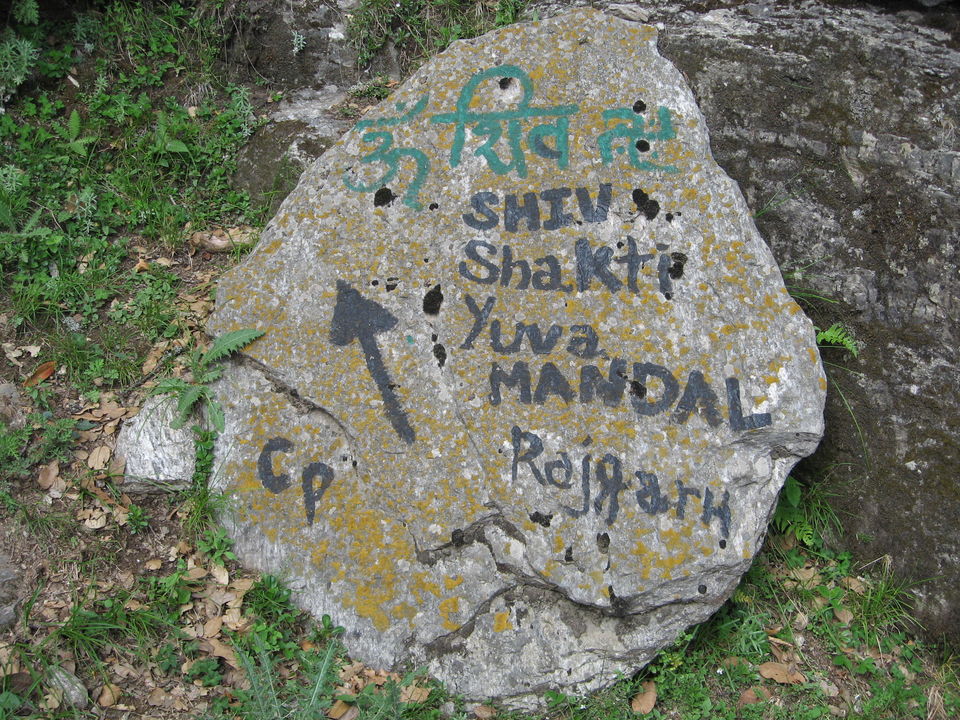 ॐ शिव
SHIV
Shakti
Yuva
MANDAL
Rajgarh
Cp